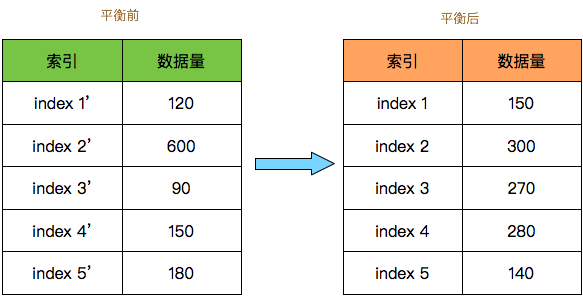 平衡前
索引 数据量
index 1’ 120
index 2’ 600
index 3’ 90
index 4’ 150
index 5’ 180
平衡后
索引 数据量
index 1 150
index 2 300
index 3 270
index 4 280
index 5 140